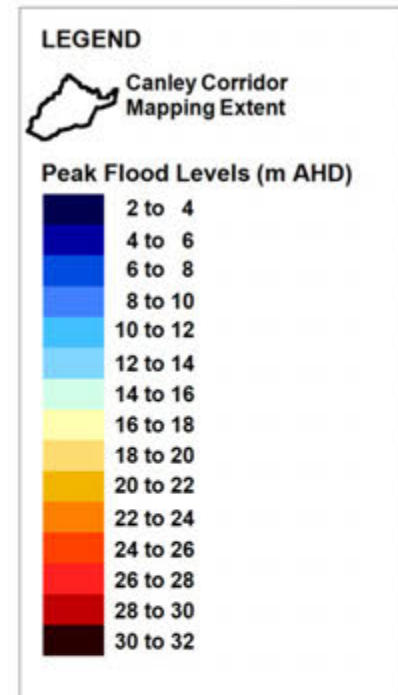 LEGEND
Canley Corridor
Mapping Extent
Peak Flood Levels (m AHD)
2 to 4
4 to 6
6 to 8
8 to 10
10 to 12
12 to 14
14 to 16
16 to 18
18 to 20
20 to 22
22 to 24
24 to 26
26 to 28
28 to 30
30 to 32